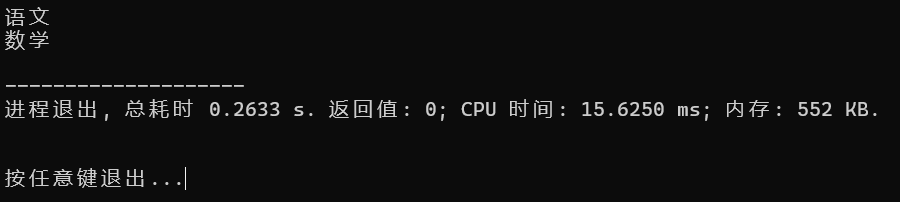 语文
数学
--------------------
进程退出, 总耗时 0.2633 s. 返回值: 0; CPU 时间: 15.6250 ms; 内存: 552 KB.
按任意键退出...